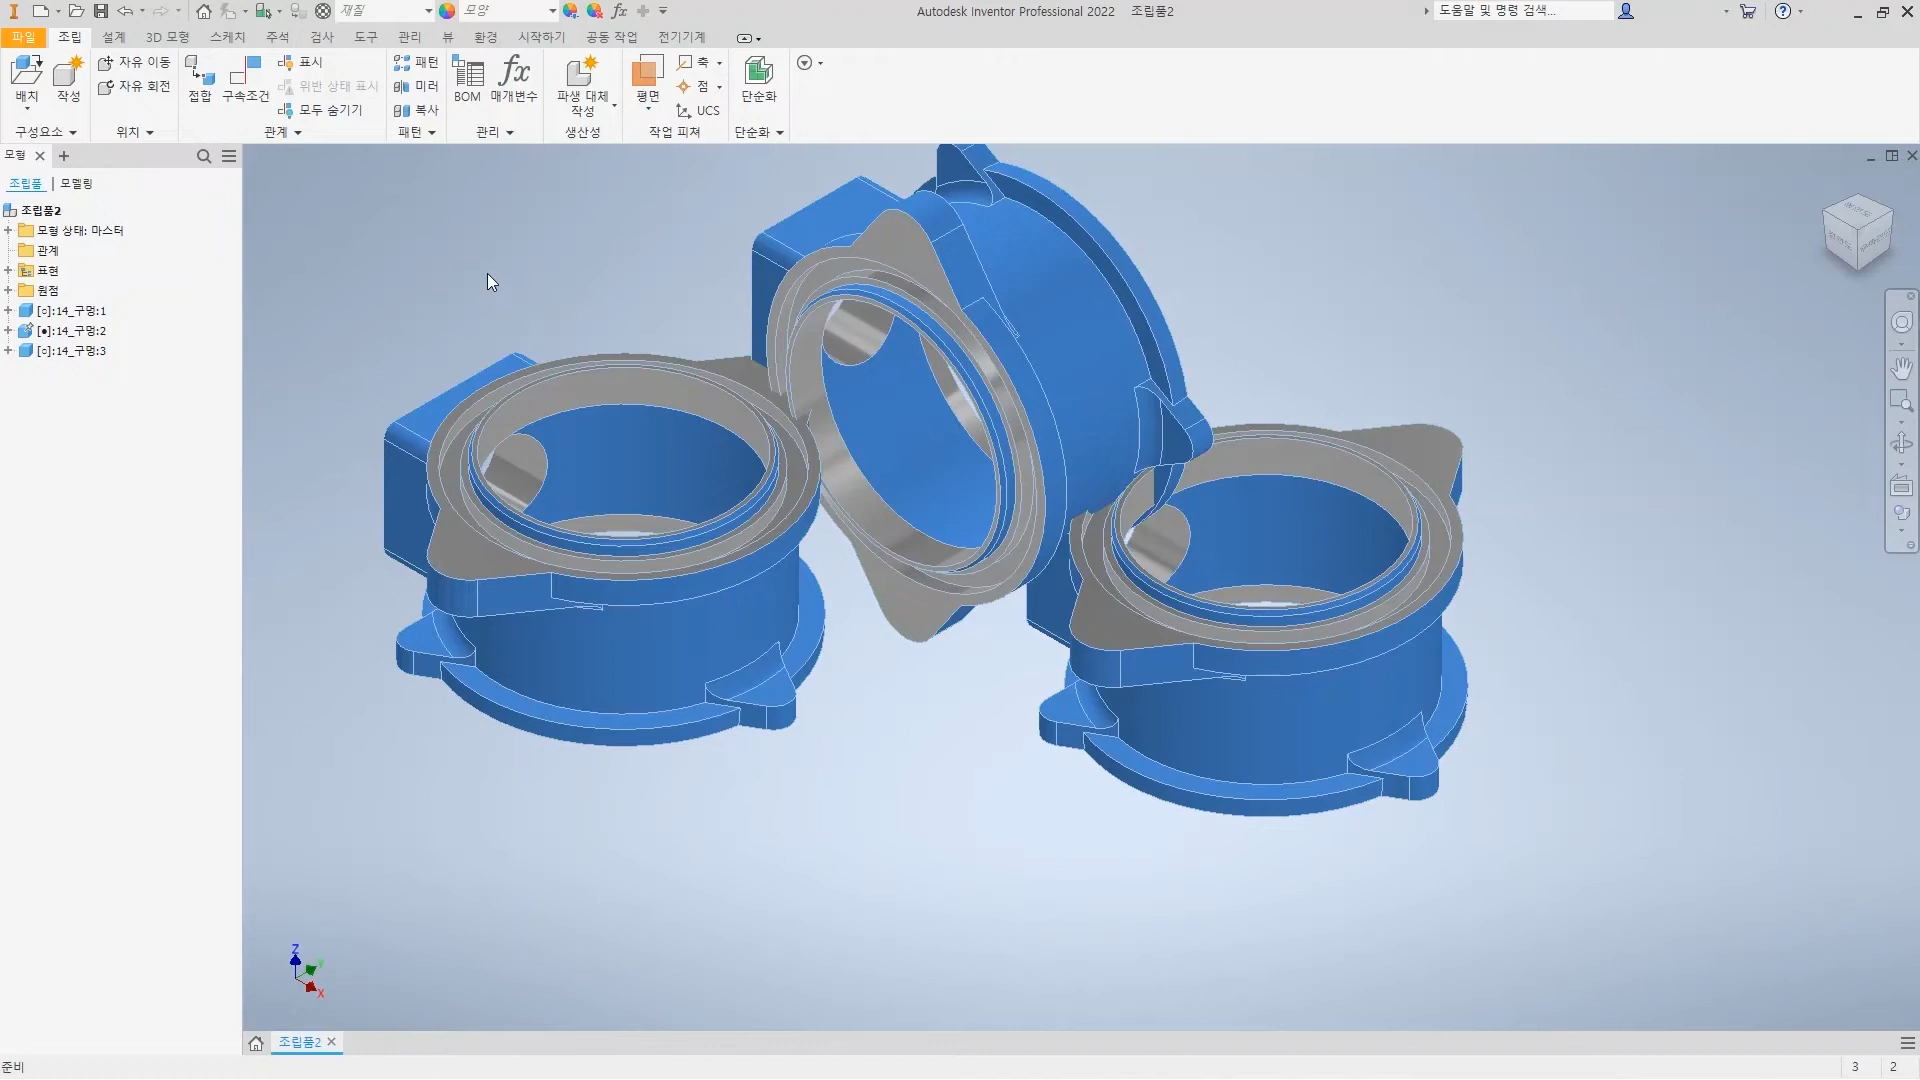 재질
모양
Autodesk Inventor Professional 2022 조립품2
도움말 및 명령 검색...
파일 조립 설계 3D 모형 스케치 주석 검사 도구 관리 뷰 환경 시작하기 공동 작업 전기기계
배치
작성
자유 이동
자유 회전
접합
구속조건
표시
위반 상태 표시
모두 숨기기
패턴
미러
복사
BOM
매개변수
파생 대체
작성
평면
축
점
UCS
단순화
구성요소
위치
관계
패턴
관리
생산성
작업 피쳐
단순화
모형
조립품 | 모델링
조립품2
모형 상태: 마스터
관계
표현
원점
[○]:14_구멍:1
[●]:14_구멍:2
[○]:14_구멍:3
Z
Y
X
조립품2
준비
3 2